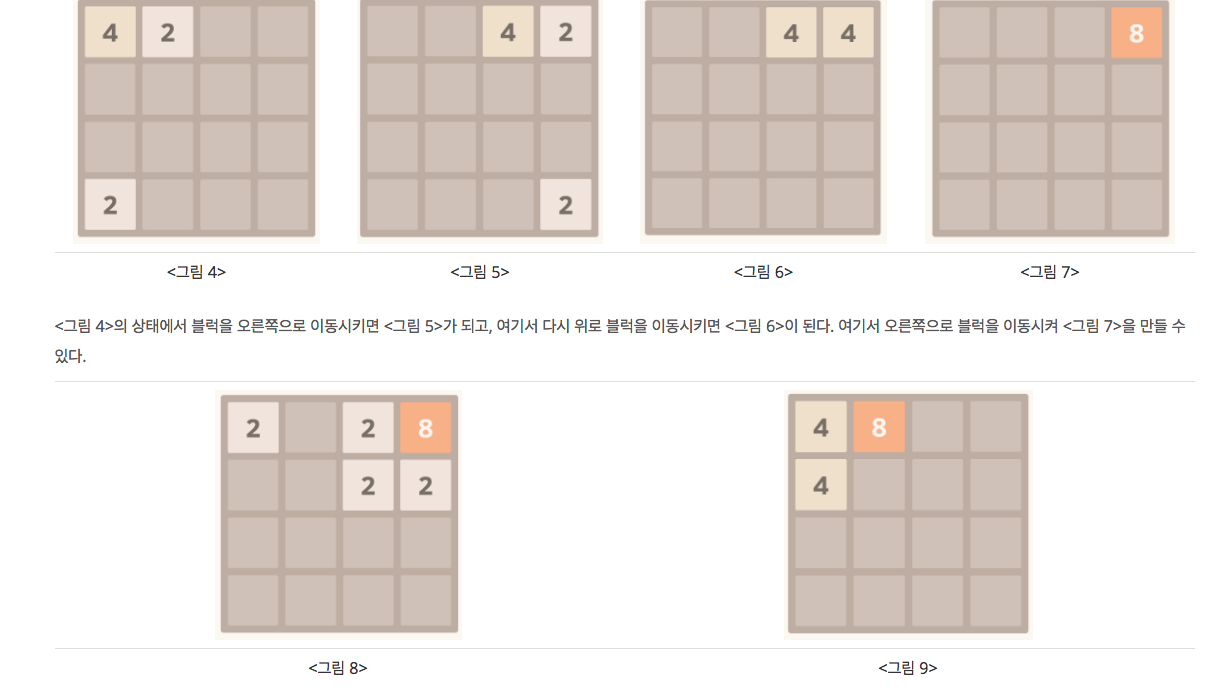 4 2 4 2 4 4 8
2 2
<그림 4> <그림 5> <그림 6> <그림 7>
<그림 4>의 상태에서 블럭을 오른쪽으로 이동시키면 <그림 5>가 되고, 여기서 다시 위로 블럭을 이동시키면 <그림 6>이 된다. 여기서 오른쪽으로 블럭을 이동시켜 <그림 7>을 만들 수
있다.
2 2 8 4 8
2 2 4
<그림 8> <그림 9>